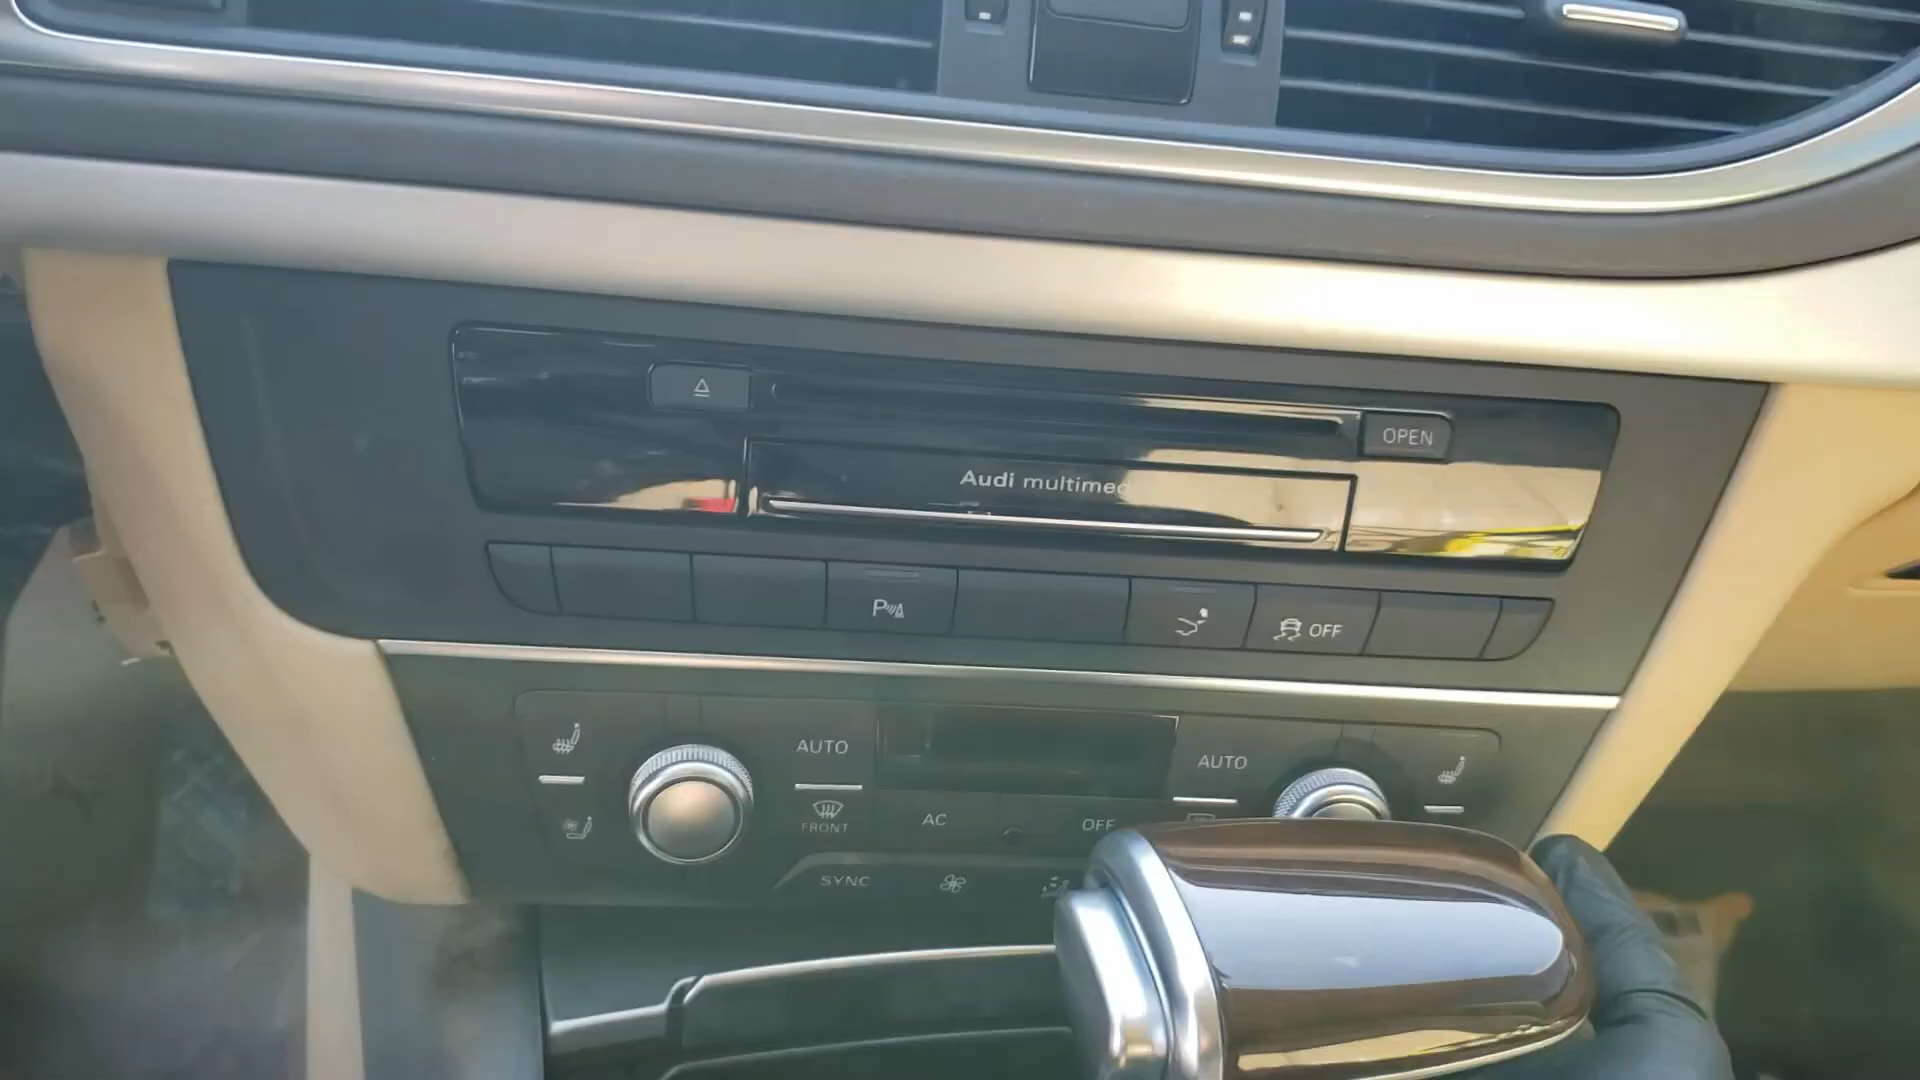 OPEN
Audi multimed
P
OFF
AUTO
AUTO
FRONT
AC
OFF
SYNC